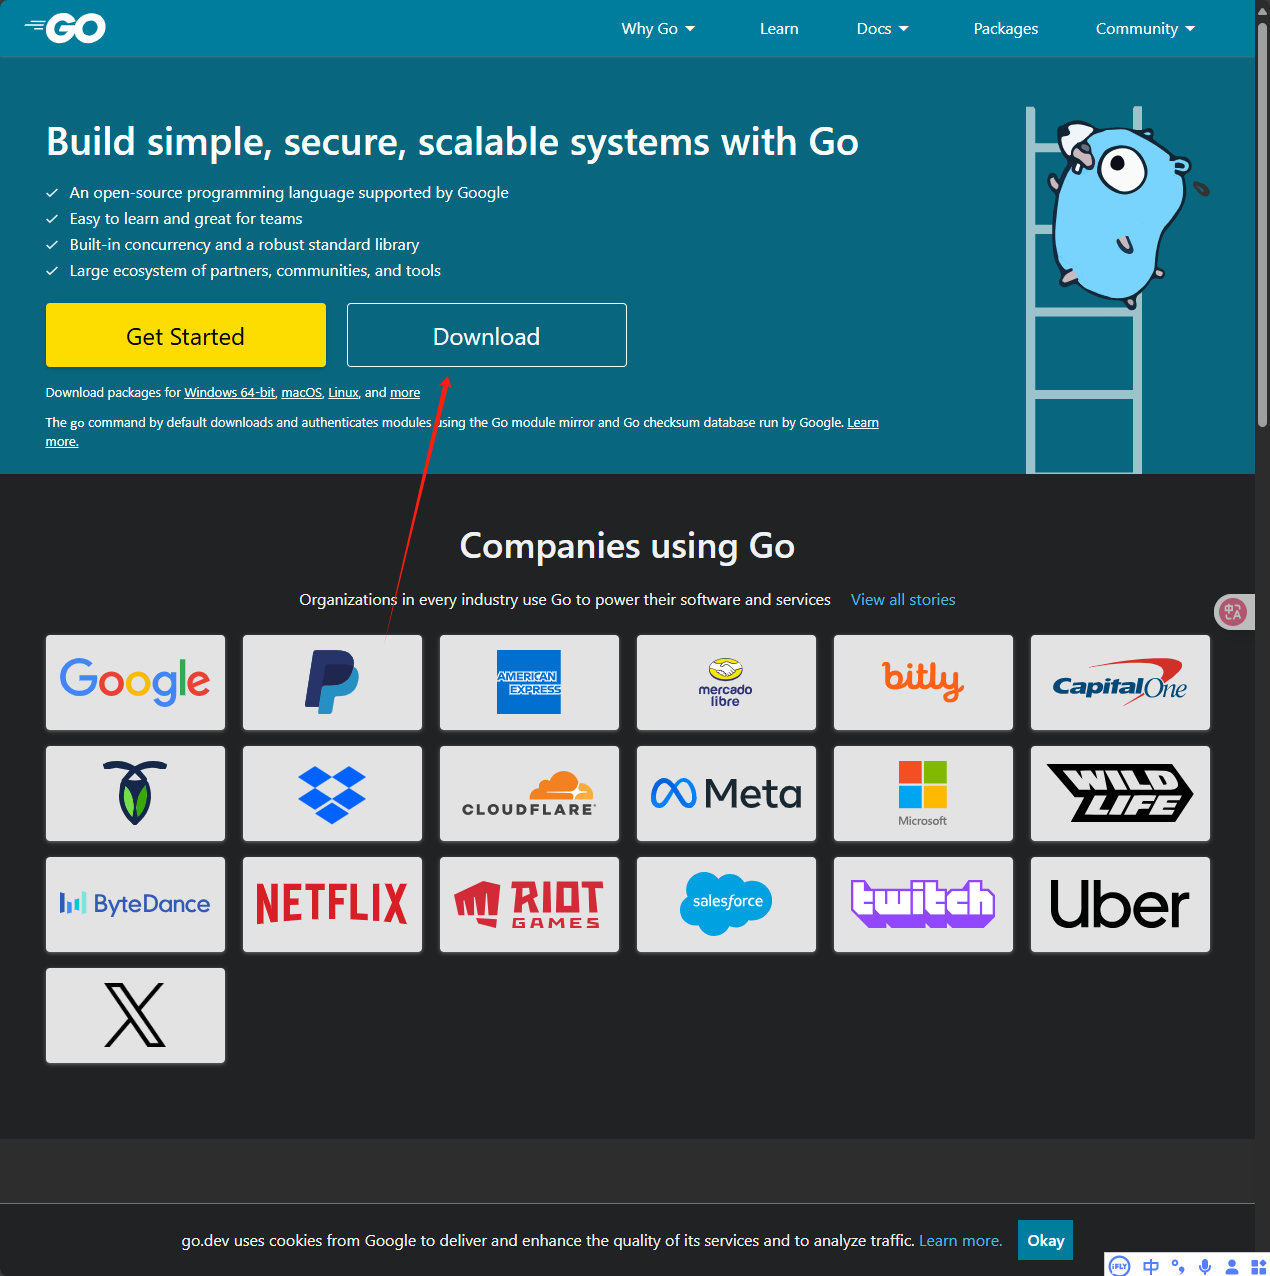 GO
Why Go
Learn
Docs
Packages
Community
Build simple, secure, scalable systems with Go
An open-source programming language supported by Google
Easy to learn and great for teams
Built-in concurrency and a robust standard library
Large ecosystem of partners, communities, and tools
Get Started
Download
Download packages for Windows 64-bit, macOS, Linux, and more
The go command by default downloads and authenticates modules using the Go module mirror and Go checksum database run by Google. Learn
more.
Companies using Go
Organizations in every industry use Go to power their software and services View all stories
Google
AMERICAN
EXPRESS
mercado
libre
bitly
Capital One
CLOUDFLARE
Meta
Microsoft
WILD
LIFE
ByteDance
NETFLIX
RIOT
GAMES
salesforce
twitch
Uber
X
go.dev uses cookies from Google to deliver and enhance the quality of its services and to analyze traffic. Learn more.
Okay
iFLY
中